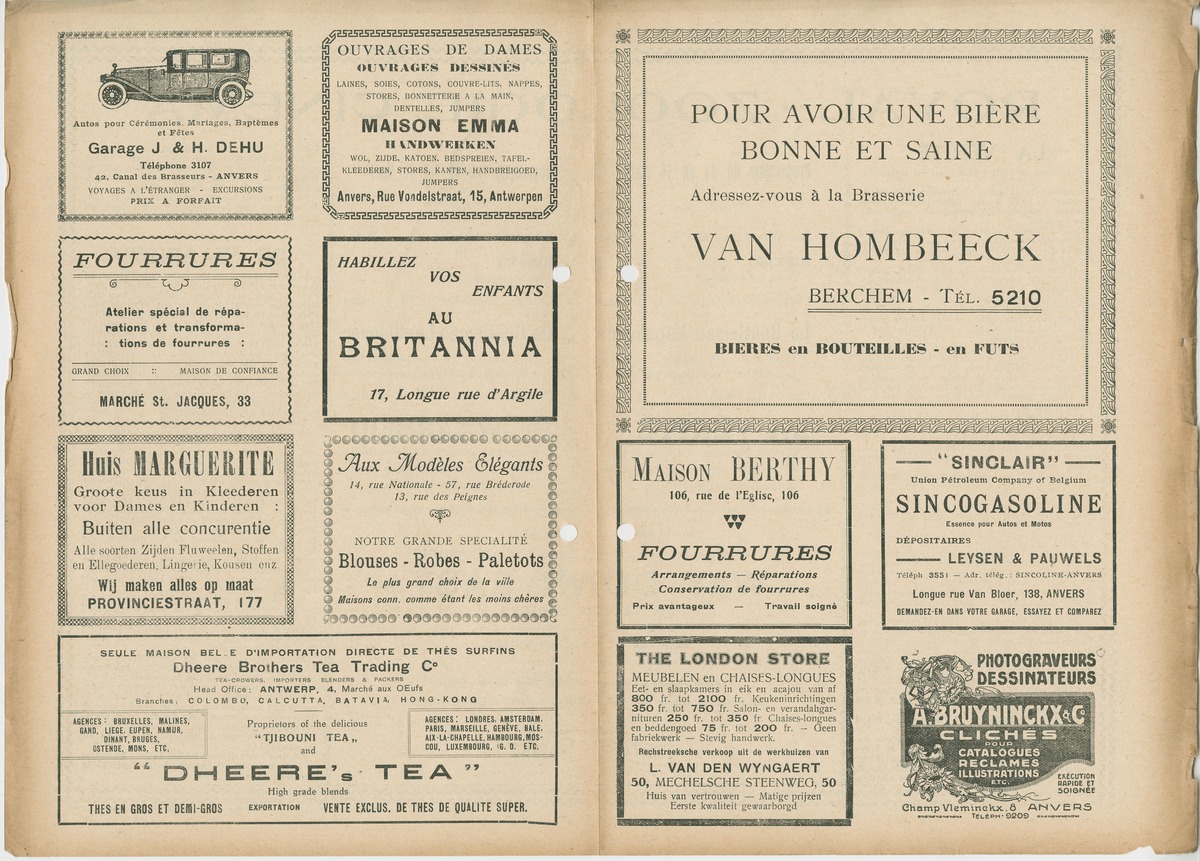 Autos pour Cérémonies, Mariages, Baptèmes
et Fêtes
Garage J. & H. DEHU
Téléphone 3107
42, Canal des Brasseurs - ANVERS
VOYAGES A L'ÉTRANGER - EXCURSIONS
PRIX A FORFAIT
OUVRAGES DE DAMES
OUVRAGES DESSINÉS
LAINES, SOIES, COTONS, COUVRE-LITS, NAPPES,
STORES, BONNETTERIE A LA MAIN,
DENTELLES, JUMPERS
MAISON EMMA
HANDWERKEN
WOL, ZIJDE, KATOEN, BEDSPREIEN, TAFEL-
KLEEDEREN, STORES, KANTEN, HANDBREIGOED,
JUMPERS
Anvers, Rue Vondelstraat, 15, Antwerpen
FOURRURES
Atelier spécial de répa-
rations et transforma-
: tions de fourrures :
GRAND CHOIX :: MAISON DE CONFIANCE
MARCHÉ St. JACQUES, 33
HABILLEZ
VOS
ENFANTS
AU
BRITANNIA
17, Longue rue d'Argile
Huis MARGUERITE
Groote keus in Kleederen
voor Dames en Kinderen :
Buiten alle concurentie
Alle soorten Zijden Fluweelen, Stoffen
en Ellegoederen, Lingerie, Kousen enz
Wij maken alles op maat
PROVINCIESTRAAT, 177
Aux Modèles Elégants
14, rue Nationale - 57, rue Bréderode
13, rue des Peignes
NOTRE GRANDE SPECIALITÉ
Blouses - Robes - Paletots
Le plus grand choix de la ville
Maisons conn. comme étant les moins chères
SEULE MAISON BELGE D'IMPORTATION DIRECTE DE THÉS SURFINS
Dheere Brothers Tea Trading Co
TEA-CROWERS, IMPORTERS BLENDERS & PACKERS
Head Office: ANTWERP, 4, Marché aux OEufs
Branches: COLOMBO, CALCUTTA, BATAVIA, HONG-KONG
AGENCES: BRUXELLES, MALINES,
GAND, LIEGE, EUPEN, NAMUR,
DINANT, BRUGES,
OSTENDE, MONS, ETC.
Proprietors of the delicious
"TJIBOUNI TEA„
and
AGENCES: LONDRES, AMSTERDAM,
PARIS, MARSEILLE, GENÈVE, BALE,
AIX-LA-CHAPELLE, HAMBOURG, MOS-
COU, LUXEMBOURG, G. D. ETC.
"DHEERE's TEA"
High grade blends
THES EN GROS ET DEMI-GROS EXPORTATION VENTE EXCLUS. DE THES DE QUALITE SUPER.
POUR AVOIR UNE BIÈRE
BONNE ET SAINE
Adressez-vous à la Brasserie
VAN HOMBEECK
BERCHEM - TÉL. 5210
BIERES en BOUTEILLES - en FUTS
MAISON BERTHY
106, rue de l'Eglise, 106
FOURRURES
Arrangements — Réparations
Conservation de fourrures
Prix avantageux — Travail soigné
"SINCLAIR"
Union Pétroleum Company of Belgium
SINCOGASOLINE
Essence pour Autos et Motos
DÉPOSITAIRES
LEYSEN & PAUWELS
Téléph 3551 — Adr. télég.: SINCOLINE-ANVERS
Longue rue Van Bloer, 138, ANVERS
DEMANDEZ-EN DANS VOTRE GARAGE, ESSAYEZ ET COMPAREZ
THE LONDON STORE
MEUBELEN en CHAISES-LONGUES
Eet- en slaapkamers in eik en acajou van af
800 fr. tot 2100 fr. Keukeninrichtingen
350 fr. tot 750 fr. Salon- en verandahgar-
nituren 250 fr. tot 350 fr Chaises-longues
en beddengoed 75 fr. tot 200 fr. — Geen
fabriekwerk — Stevig handwerk.
Rechstreeksche verkoop uit de werkhuizen van
L. VAN DEN WYNGAERT
50, MECHELSCHE STEENWEG, 50
Huis van vertrouwen — Matige prijzen
Eerste kwaliteit gewaarborgd
PHOTOGRAVEURS
DESSINATEURS
A. BRUYNINCKX & C°
CLICHÉS
POUR
CATALOGUES
RECLAMES
ILLUSTRATIONS
ETC.
EXÉCUTION
RAPIDE ET
SOIGNÉE
Champ Vleminckx, 8 ANVERS
TELÉPH-9209